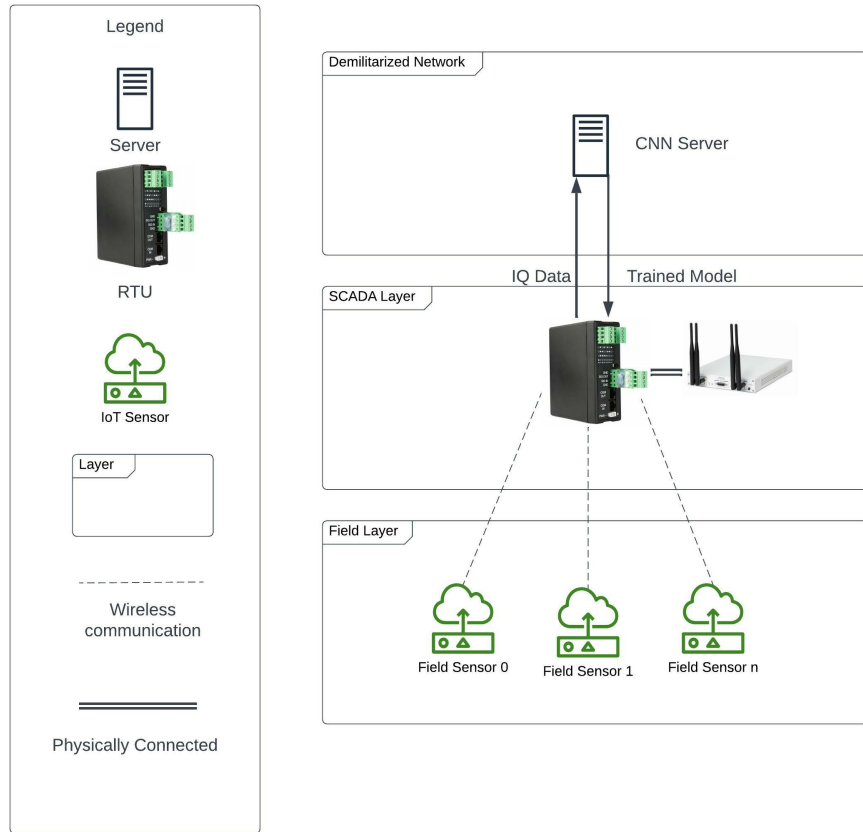 Legend
Server
RTU
IoT Sensor
Layer
Wireless
communication
Physically Connected
Demilitarized Network
CNN Server
IQ Data
Trained Model
SCADA Layer
Field Layer
Field Sensor 0
Field Sensor 1
Field Sensor n